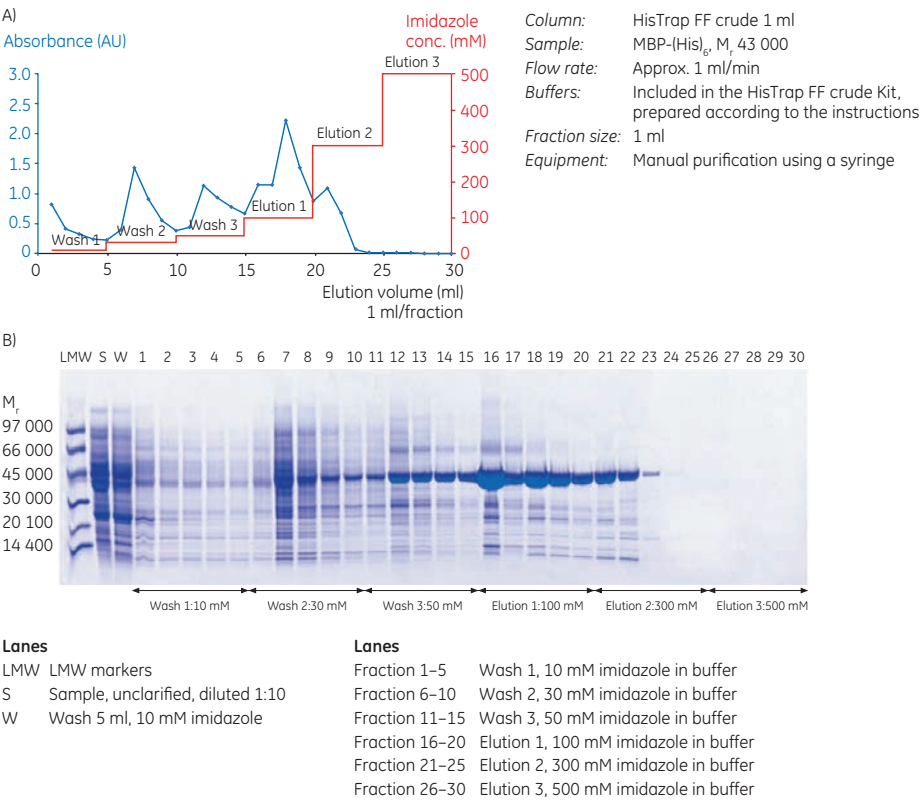 A)
Absorbance (AU)
Imidazole
conc. (mM)
3.0
2.5
2.0
1.5
1.0
0.5
0
500
400
300
200
100
0
Wash 1
Wash 2
Wash 3
Elution 1
Elution 2
Elution 3
0 5 10 15 20 25 30
Elution volume (ml)
1 ml/fraction
Column: HisTrap FF crude 1 ml
Sample: MBP-(His)6, Mr 43 000
Flow rate: Approx. 1 ml/min
Buffers: Included in the HisTrap FF crude Kit,
prepared according to the instructions
Fraction size: 1 ml
Equipment: Manual purification using a syringe
B)
LMW S W 1 2 3 4 5 6 7 8 9 10 11 12 13 14 15 16 17 18 19 20 21 22 23 24 25 26 27 28 29 30
Mr
97 000
66 000
45 000
30 000
20 100
14 400
Wash 1:10 mM Wash 2:30 mM Wash 3:50 mM Elution 1:100 mM Elution 2:300 mM Elution 3:500 mM
Lanes
LMW LMW markers
S Sample, unclarified, diluted 1:10
W Wash 5 ml, 10 mM imidazole
Lanes
Fraction 1–5 Wash 1, 10 mM imidazole in buffer
Fraction 6–10 Wash 2, 30 mM imidazole in buffer
Fraction 11–15 Wash 3, 50 mM imidazole in buffer
Fraction 16–20 Elution 1, 100 mM imidazole in buffer
Fraction 21–25 Elution 2, 300 mM imidazole in buffer
Fraction 26–30 Elution 3, 500 mM imidazole in buffer